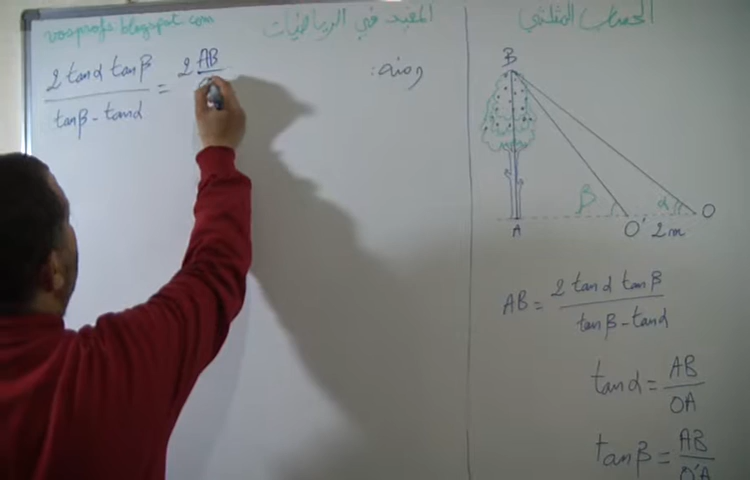 الحساب المثلثي
المفيد في الرياضيات
vosprofs.blogspot.com
ومنه:
2 tanα tanβ / tanβ - tanα = 2 AB /
B
β
α
A
O'
2m
O
AB = 2 tanα tanβ / tanβ - tanα
tanα = AB / OA
tanβ = AB / O'A